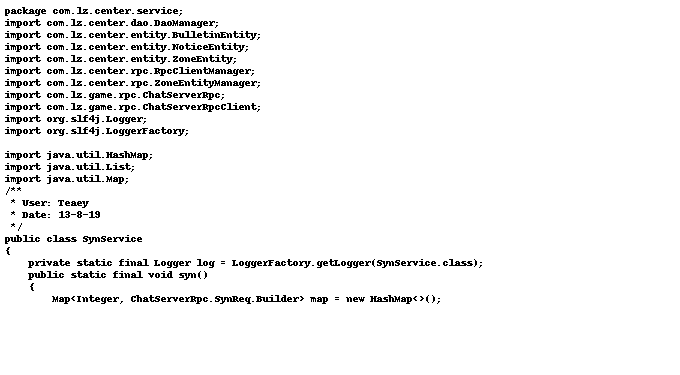 package com.lz.center.service;
import com.lz.center.dao.DaoManager;
import com.lz.center.entity.BulletinEntity;
import com.lz.center.entity.NoticeEntity;
import com.lz.center.entity.ZoneEntity;
import com.lz.center.rpc.RpcClientManager;
import com.lz.center.rpc.ZoneEntityManager;
import com.lz.game.rpc.ChatServerRpc;
import com.lz.game.rpc.ChatServerRpcClient;
import org.slf4j.Logger;
import org.slf4j.LoggerFactory;

import java.util.HashMap;
import java.util.List;
import java.util.Map;
/**
 * User: Teaey
 * Date: 13-8-19
 */
public class SynService
{
    private static final Logger log = LoggerFactory.getLogger(SynService.class);
    public static final void syn()
    {
        Map<Integer, ChatServerRpc.SynReq.Builder> map = new HashMap<>();